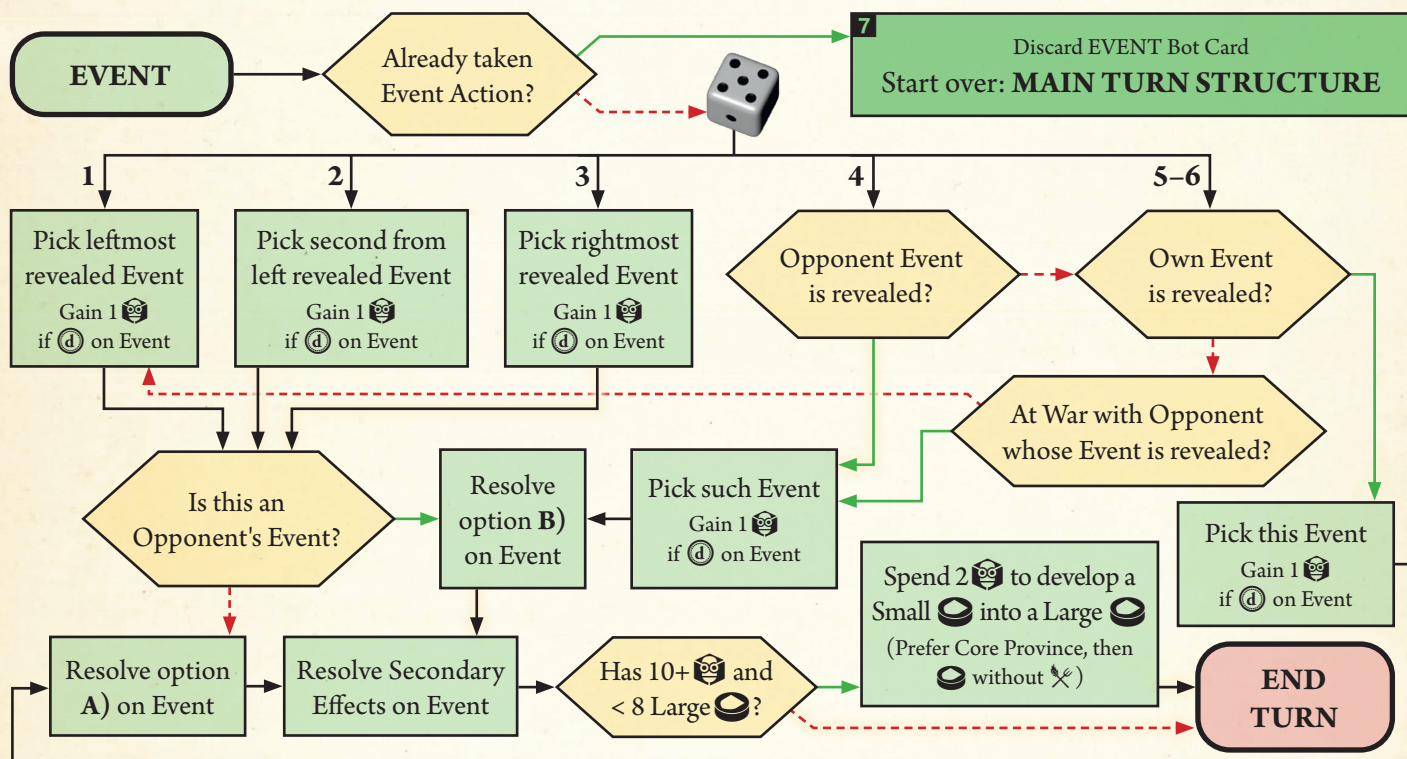 EVENT
Already taken
Event Action?
7
Discard EVENT Bot Card
Start over: MAIN TURN STRUCTURE
1
2
3
4
5–6
Pick leftmost
revealed Event
Gain 1
if d on Event
Pick second from
left revealed Event
Gain 1
if d on Event
Pick rightmost
revealed Event
Gain 1
if d on Event
Opponent Event
is revealed?
Own Event
is revealed?
At War with Opponent
whose Event is revealed?
Is this an
Opponent's Event?
Resolve
option B)
on Event
Pick such Event
Gain 1
if d on Event
Pick this Event
Gain 1
if d on Event
Spend 2 to develop a
Small into a Large
(Prefer Core Province, then
without )
Resolve option
A) on Event
Resolve Secondary
Effects on Event
Has 10+ and
< 8 Large ?
END
TURN